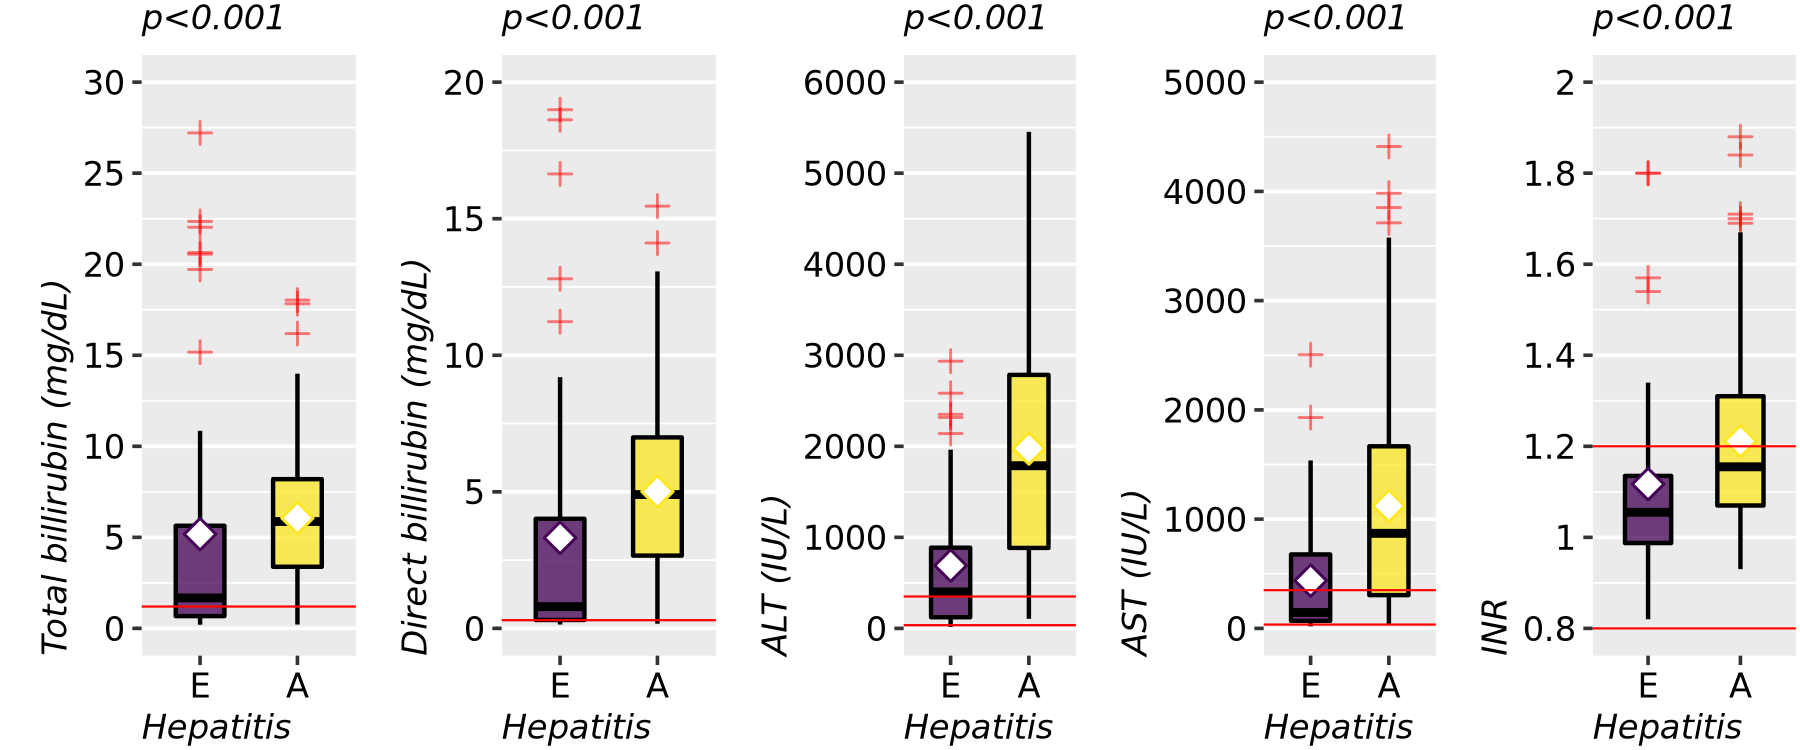 p<0.001
p<0.001
p<0.001
p<0.001
p<0.001
Total billirubin (mg/dL)
30
25
20
15
10
5
0
E A
Hepatitis
Direct billirubin (mg/dL)
20
15
10
5
0
E A
Hepatitis
ALT (IU/L)
6000
5000
4000
3000
2000
1000
0
E A
Hepatitis
AST (IU/L)
5000
4000
3000
2000
1000
0
E A
Hepatitis
INR
2
1.8
1.6
1.4
1.2
1
0.8
E A
Hepatitis